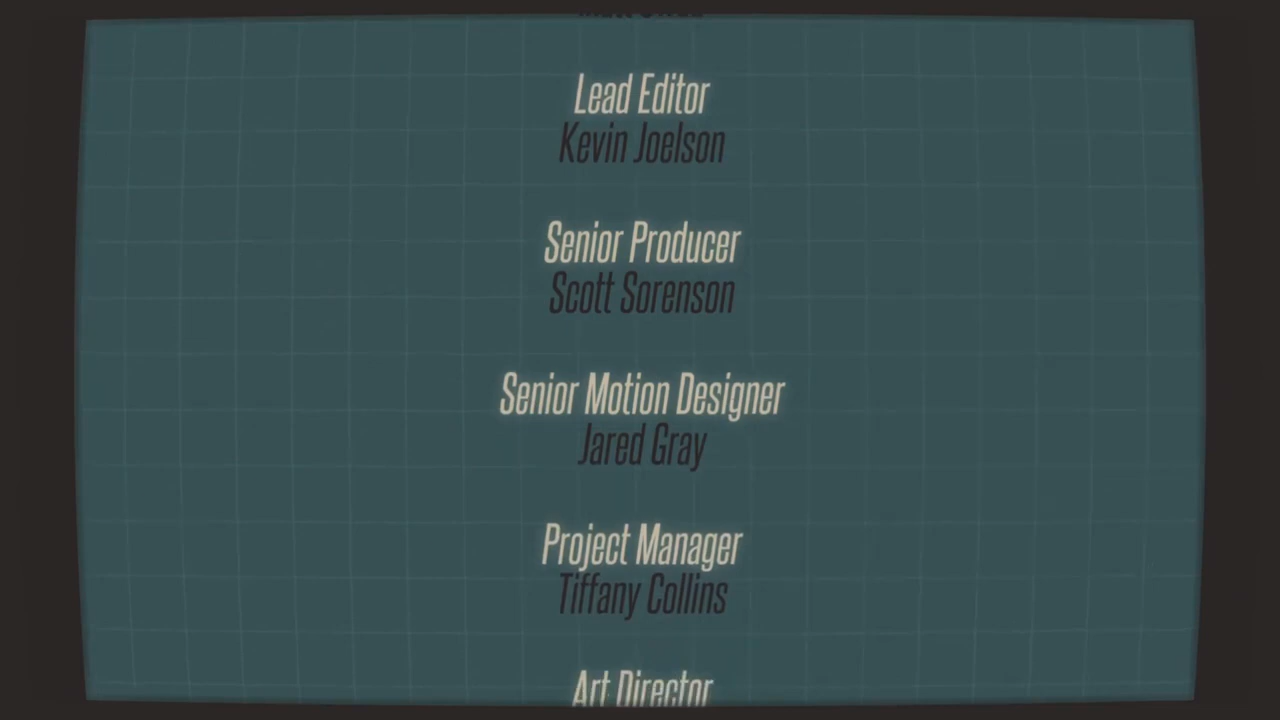 Lead Editor
Kevin Joelson
Senior Producer
Scott Sorenson
Senior Motion Designer
Jared Gray
Project Manager
Tiffany Collins
Art Director